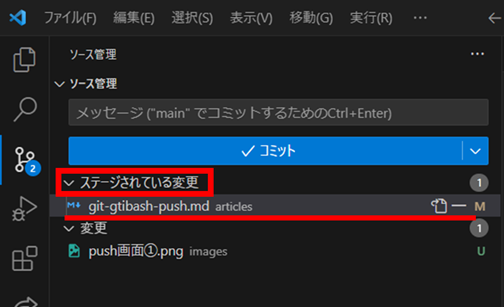 ファイル(F) 編集(E) 選択(S) 表示(V) 移動(G) 実行(R) ···
ソース管理 ···
ソース管理
メッセージ ("main" でコミットするためのCtrl+Enter)
コミット
2
ステージされている変更 1
git-gtibash-push.md articles M
変更 1
push画面①.png images U